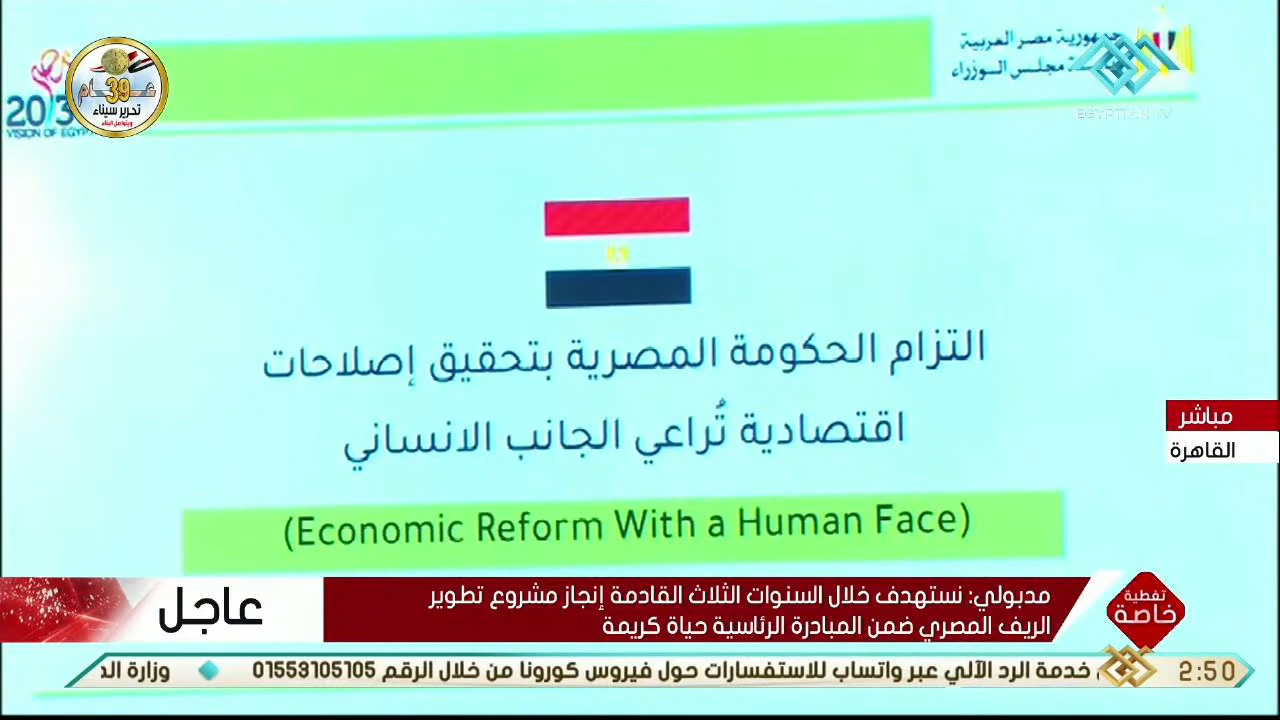 جمهورية مصر العربية
مجلس الوزراء
EGYPTIAN TV
عام
39
تحرير سيناء
ويتواصل البناء
VISION OF EGYPT
التزام الحكومة المصرية بتحقيق إصلاحات
اقتصادية تُراعي الجانب الانساني
(Economic Reform With a Human Face)
مباشر
القاهرة
عاجل
مدبولي: نستهدف خلال السنوات الثلاث القادمة إنجاز مشروع تطوير
الريف المصري ضمن المبادرة الرئاسية حياة كريمة
تغطية
خاصة
خدمة الرد الآلي عبر واتساب للاستفسارات حول فيروس كورونا من خلال الرقم 01553105105
وزارة
2:50